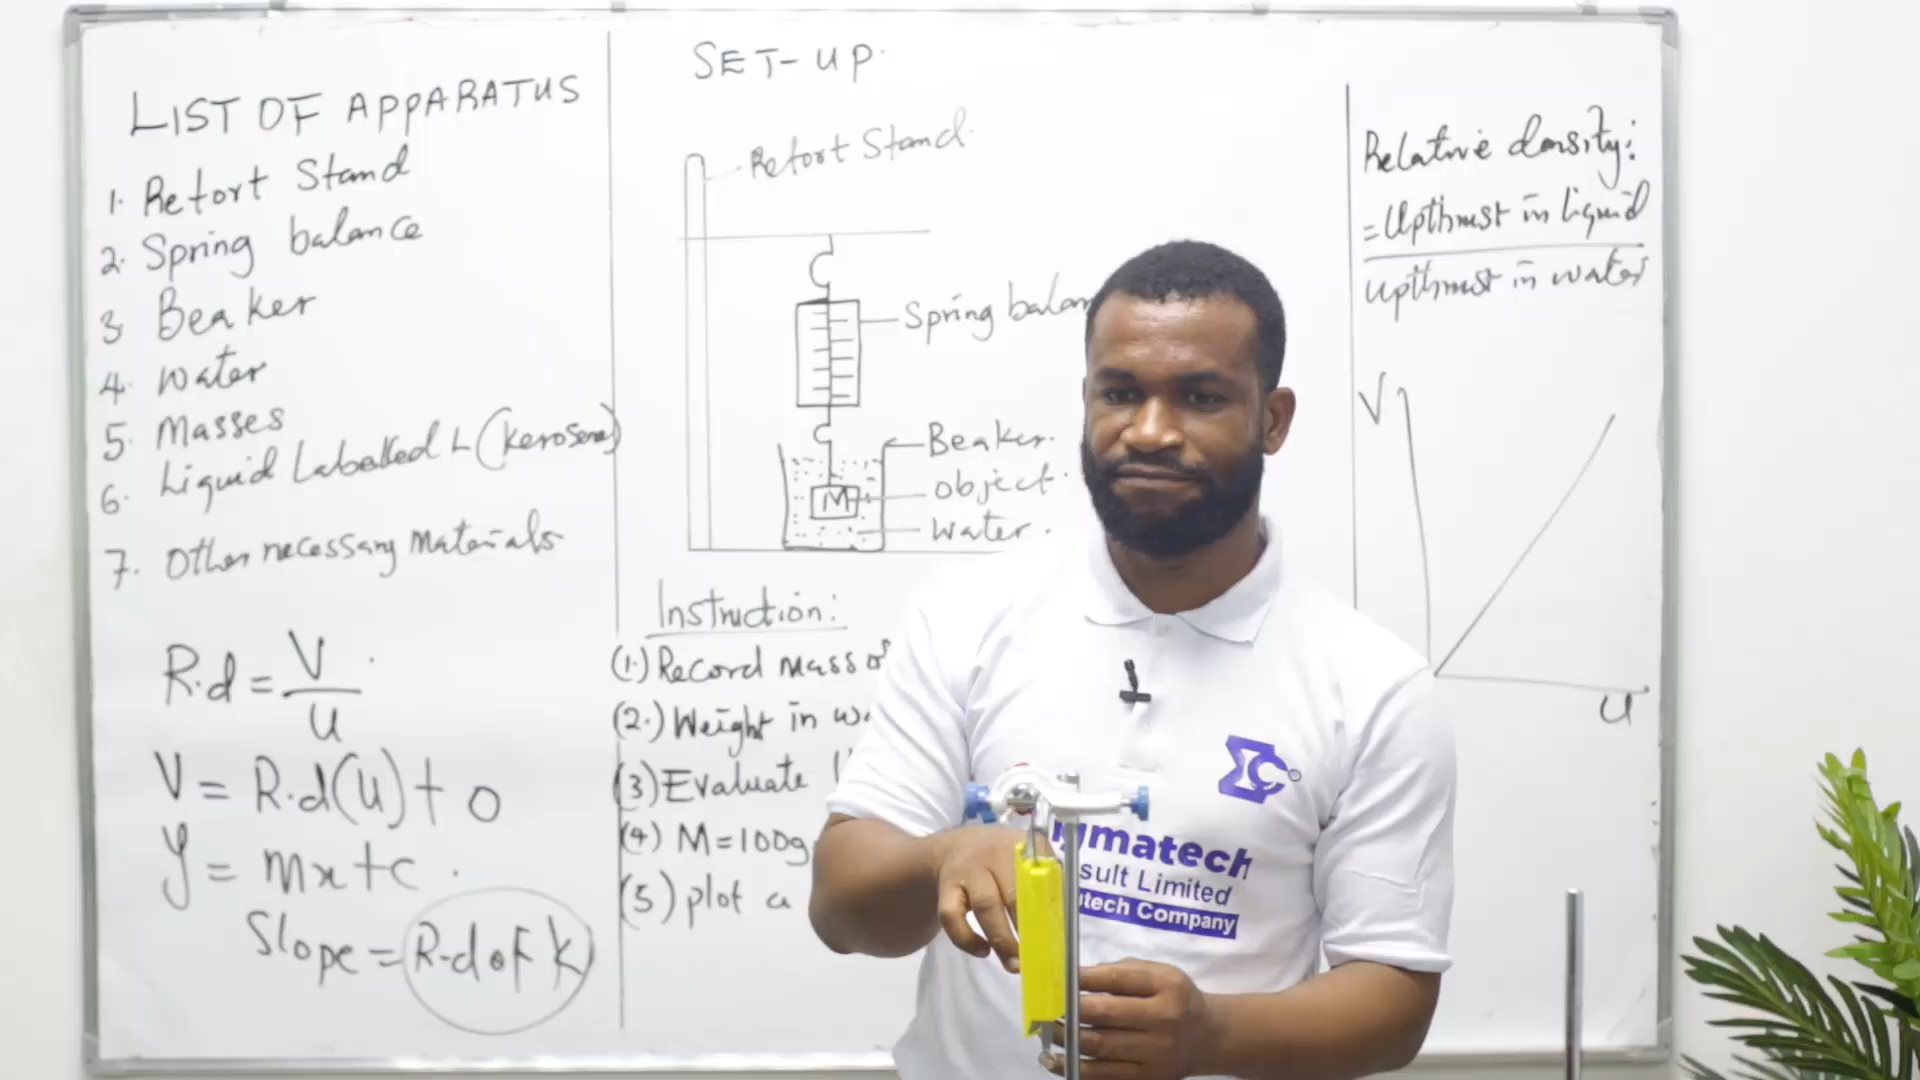 LIST OF APPARATUS
1. Retort Stand
2. Spring balance
3. Beaker
4. Water
5. Masses
6. Liquid Labelled L (kerosene)
7. Other necessary materials
R.d = V
U
V = R.d(U) + 0
y = mx + c.
Slope = R.d of K
SET-UP.
Retort Stand.
Spring balan
Beaker.
object.
M
water.
Instruction:
(1.) Record mass of
(2.) Weight in
(3) Evaluate
(4) M=100g
(5) plot a
Relative density:
= Upthrust in liquid
upthrust in water
V
U
ΣC
igmatech
sult Limited
tech Company